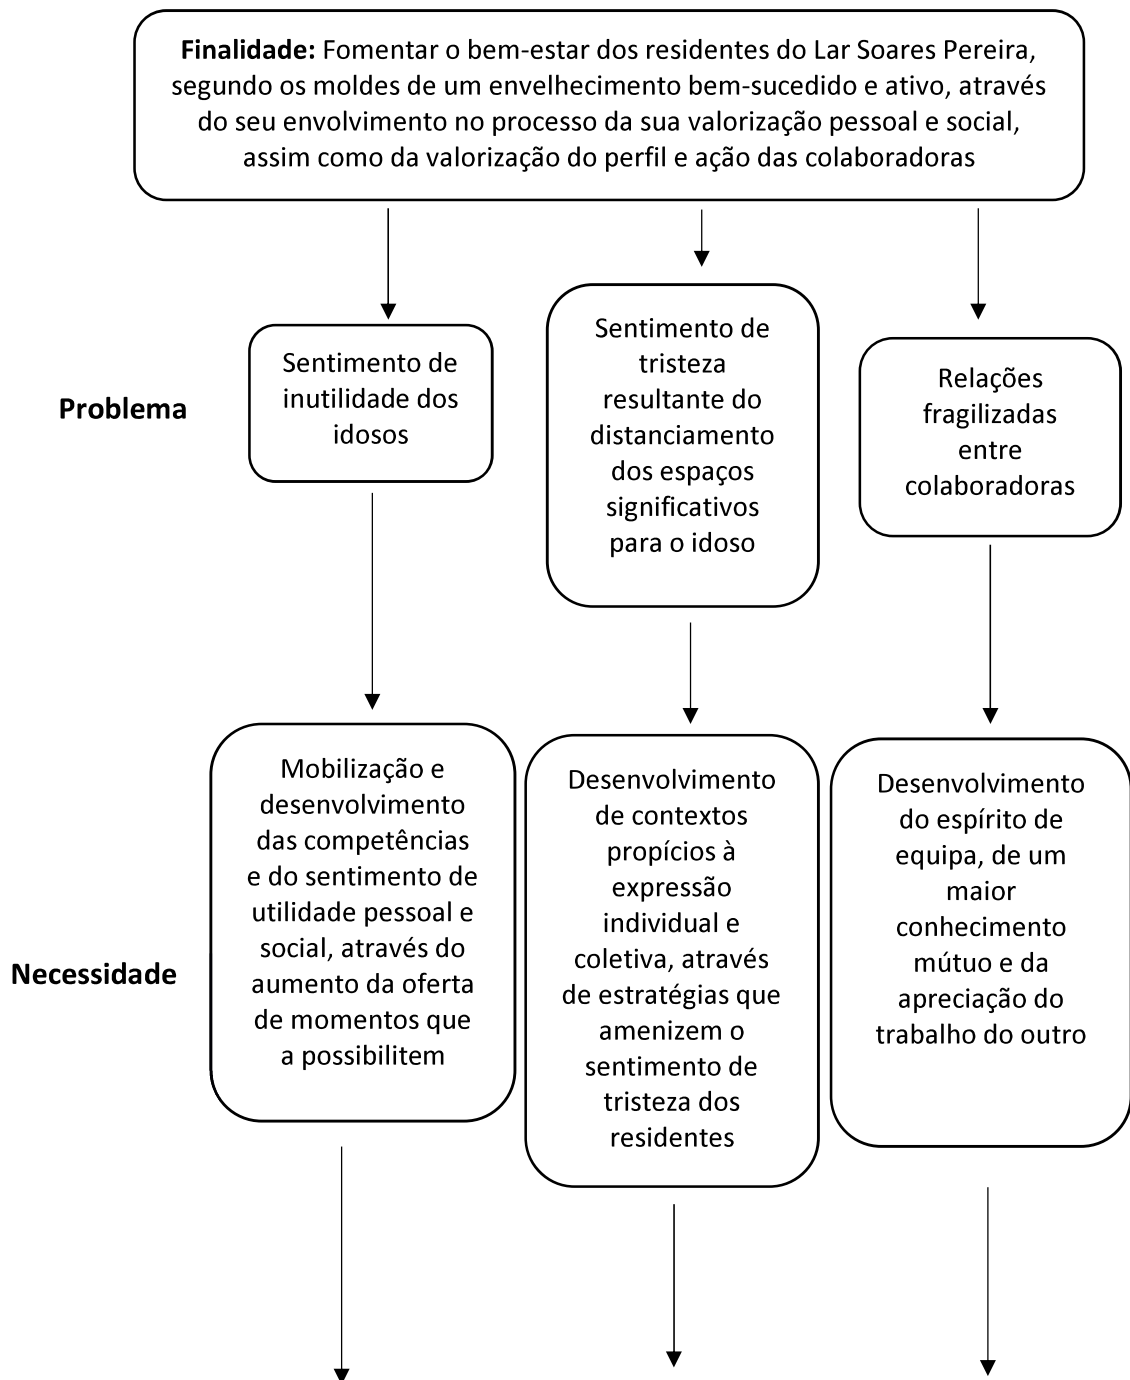 Finalidade: Fomentar o bem-estar dos residentes do Lar Soares Pereira,
segundo os moldes de um envelhecimento bem-sucedido e ativo, através
do seu envolvimento no processo da sua valorização pessoal e social,
assim como da valorização do perfil e ação das colaboradoras
Problema
Sentimento de
inutilidade dos
idosos
Sentimento de
tristeza
resultante do
distanciamento
dos espaços
significativos
para o idoso
Relações
fragilizadas
entre
colaboradoras
Necessidade
Mobilização e
desenvolvimento
das competências
e do sentimento de
utilidade pessoal e
social, através do
aumento da oferta
de momentos que
a possibilitem
Desenvolvimento
de contextos
propícios à
expressão
individual e
coletiva, através
de estratégias que
amenizem o
sentimento de
tristeza dos
residentes
Desenvolvimento
do espírito de
equipa, de um
maior
conhecimento
mútuo e da
apreciação do
trabalho do outro